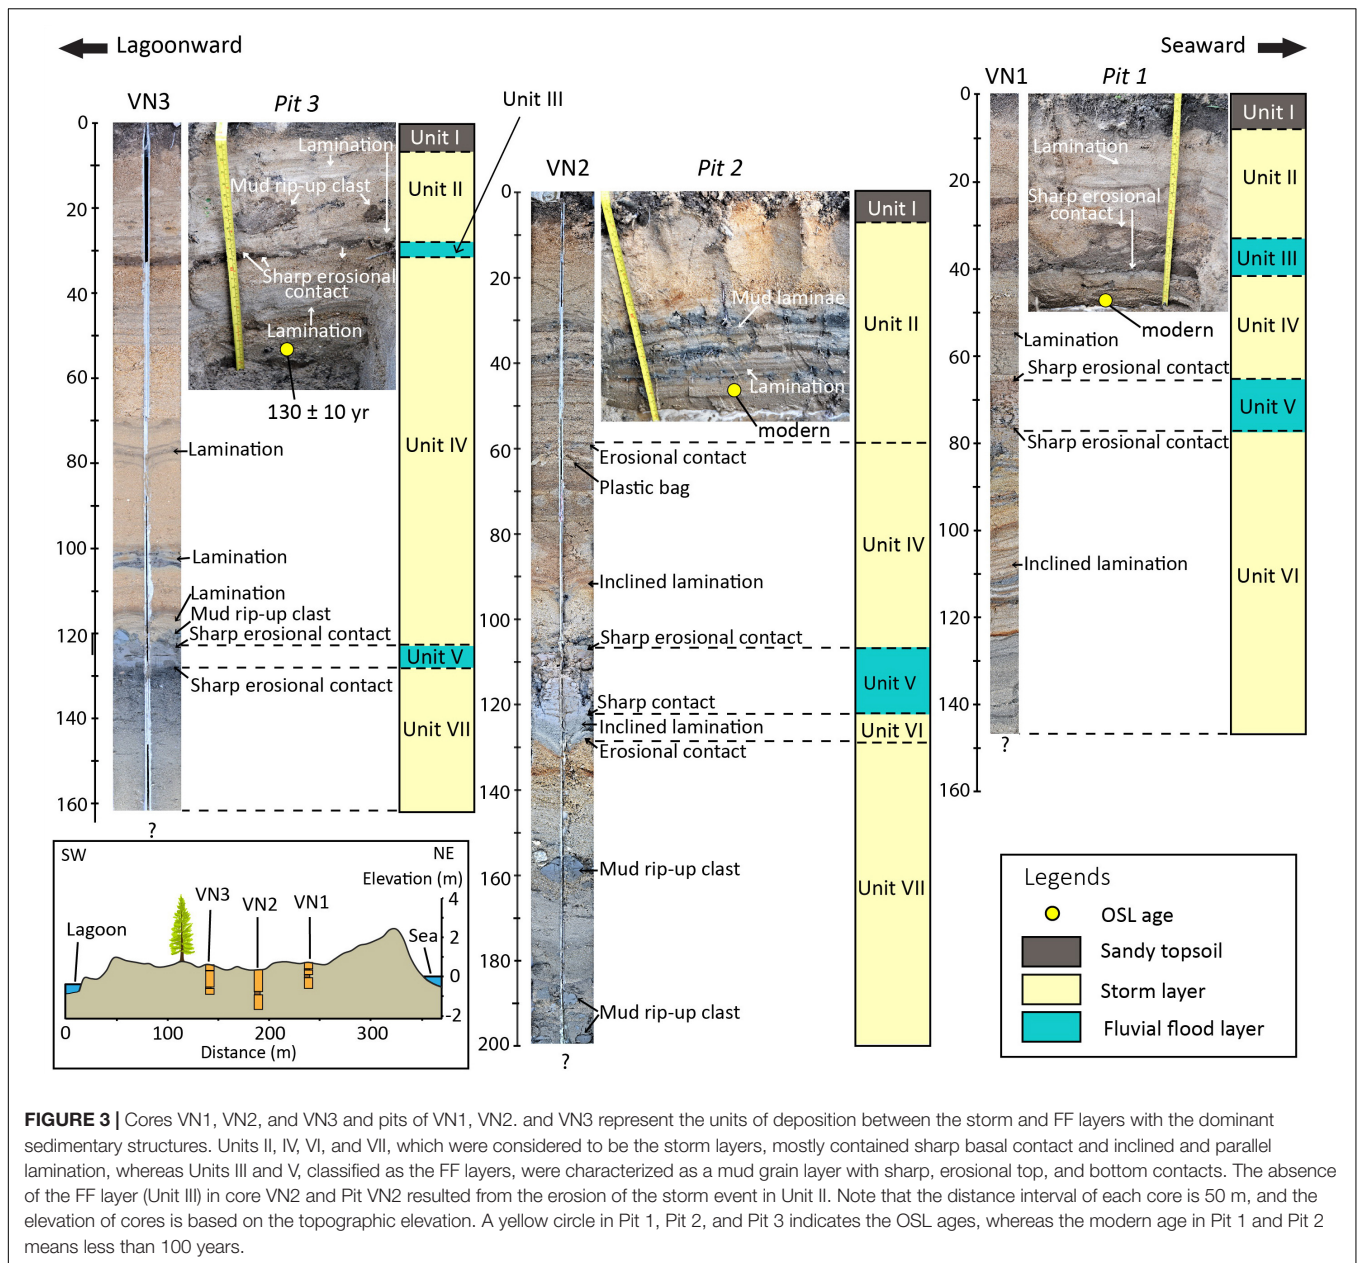 Lagoonward
Seaward
VN3
Pit 3
Unit III
VN1
Pit 1
0
20
40
60
80
100
120
140
160
Lamination
Mud rip-up clast
Sharp erosional
contact
Lamination
130 ± 10 yr
Lamination
Lamination
Lamination
Mud rip-up clast
Sharp erosional contact
Sharp erosional contact
?
Unit I
Unit II
Unit IV
Unit V
Unit VII
VN2
Pit 2
0
20
40
60
80
100
120
140
160
180
200
Mud laminae
Lamination
modern
Erosional contact
Plastic bag
Inclined lamination
Sharp erosional contact
Sharp contact
Inclined lamination
Erosional contact
Mud rip-up clast
Mud rip-up clast
?
Unit I
Unit II
Unit IV
Unit V
Unit VI
Unit VII
0
20
40
60
80
100
120
140
160
Lamination
Sharp erosional
contact
modern
Lamination
Sharp erosional contact
Sharp erosional contact
Inclined lamination
?
Unit I
Unit II
Unit III
Unit IV
Unit V
Unit VI
SW
NE
Elevation (m)
VN3
VN2
VN1
Lagoon
Sea
4
2
0
-2
0
100
200
300
Distance (m)
Legends
OSL age
Sandy topsoil
Storm layer
Fluvial flood layer
FIGURE 3 | Cores VN1, VN2, and VN3 and pits of VN1, VN2. and VN3 represent the units of deposition between the storm and FF layers with the dominant
sedimentary structures. Units II, IV, VI, and VII, which were considered to be the storm layers, mostly contained sharp basal contact and inclined and parallel
lamination, whereas Units III and V, classified as the FF layers, were characterized as a mud grain layer with sharp, erosional top, and bottom contacts. The absence
of the FF layer (Unit III) in core VN2 and Pit VN2 resulted from the erosion of the storm event in Unit II. Note that the distance interval of each core is 50 m, and the
elevation of cores is based on the topographic elevation. A yellow circle in Pit 1, Pit 2, and Pit 3 indicates the OSL ages, whereas the modern age in Pit 1 and Pit 2
means less than 100 years.